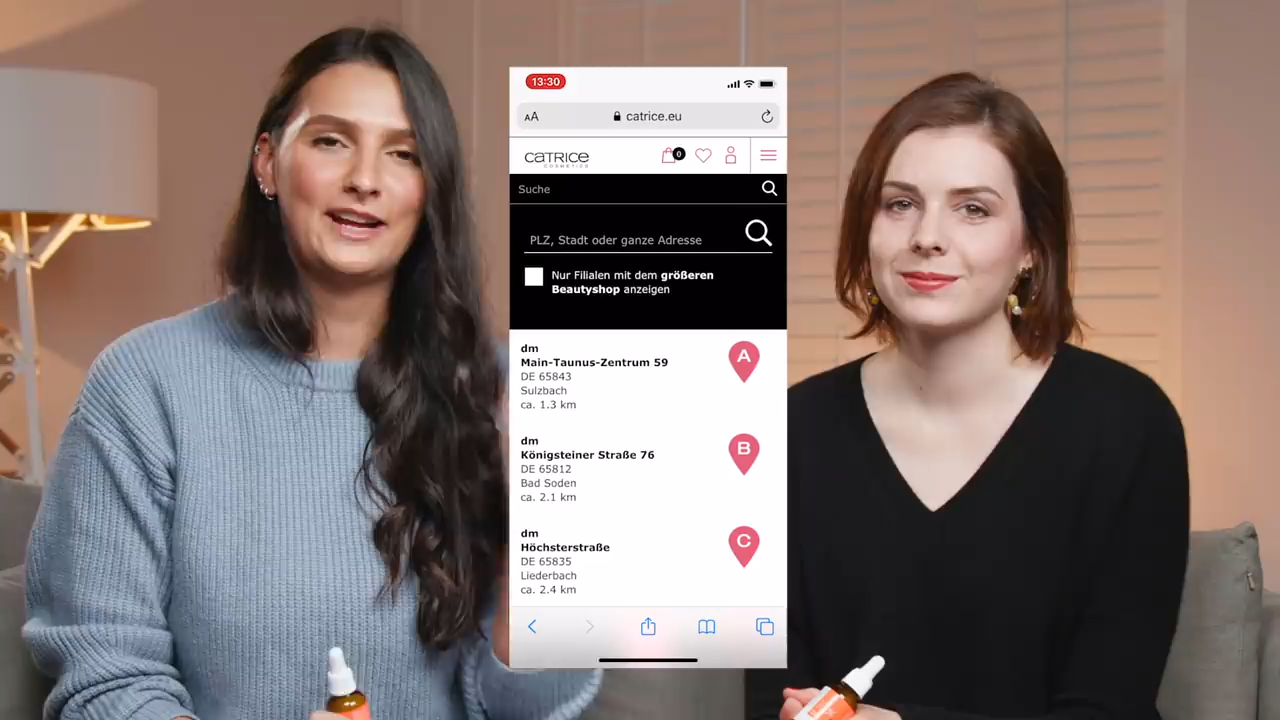 13:30
AA
catrice.eu
CATRICE
COSMETICS
0
Suche
PLZ, Stadt oder ganze Adresse
Nur Filialen mit dem größeren
Beautyshop anzeigen
dm
Main-Taunus-Zentrum 59
DE 65843
Sulzbach
ca. 1.3 km
A
dm
Königsteiner Straße 76
DE 65812
Bad Soden
ca. 2.1 km
B
dm
Höchsterstraße
DE 65835
Liederbach
ca. 2.4 km
C